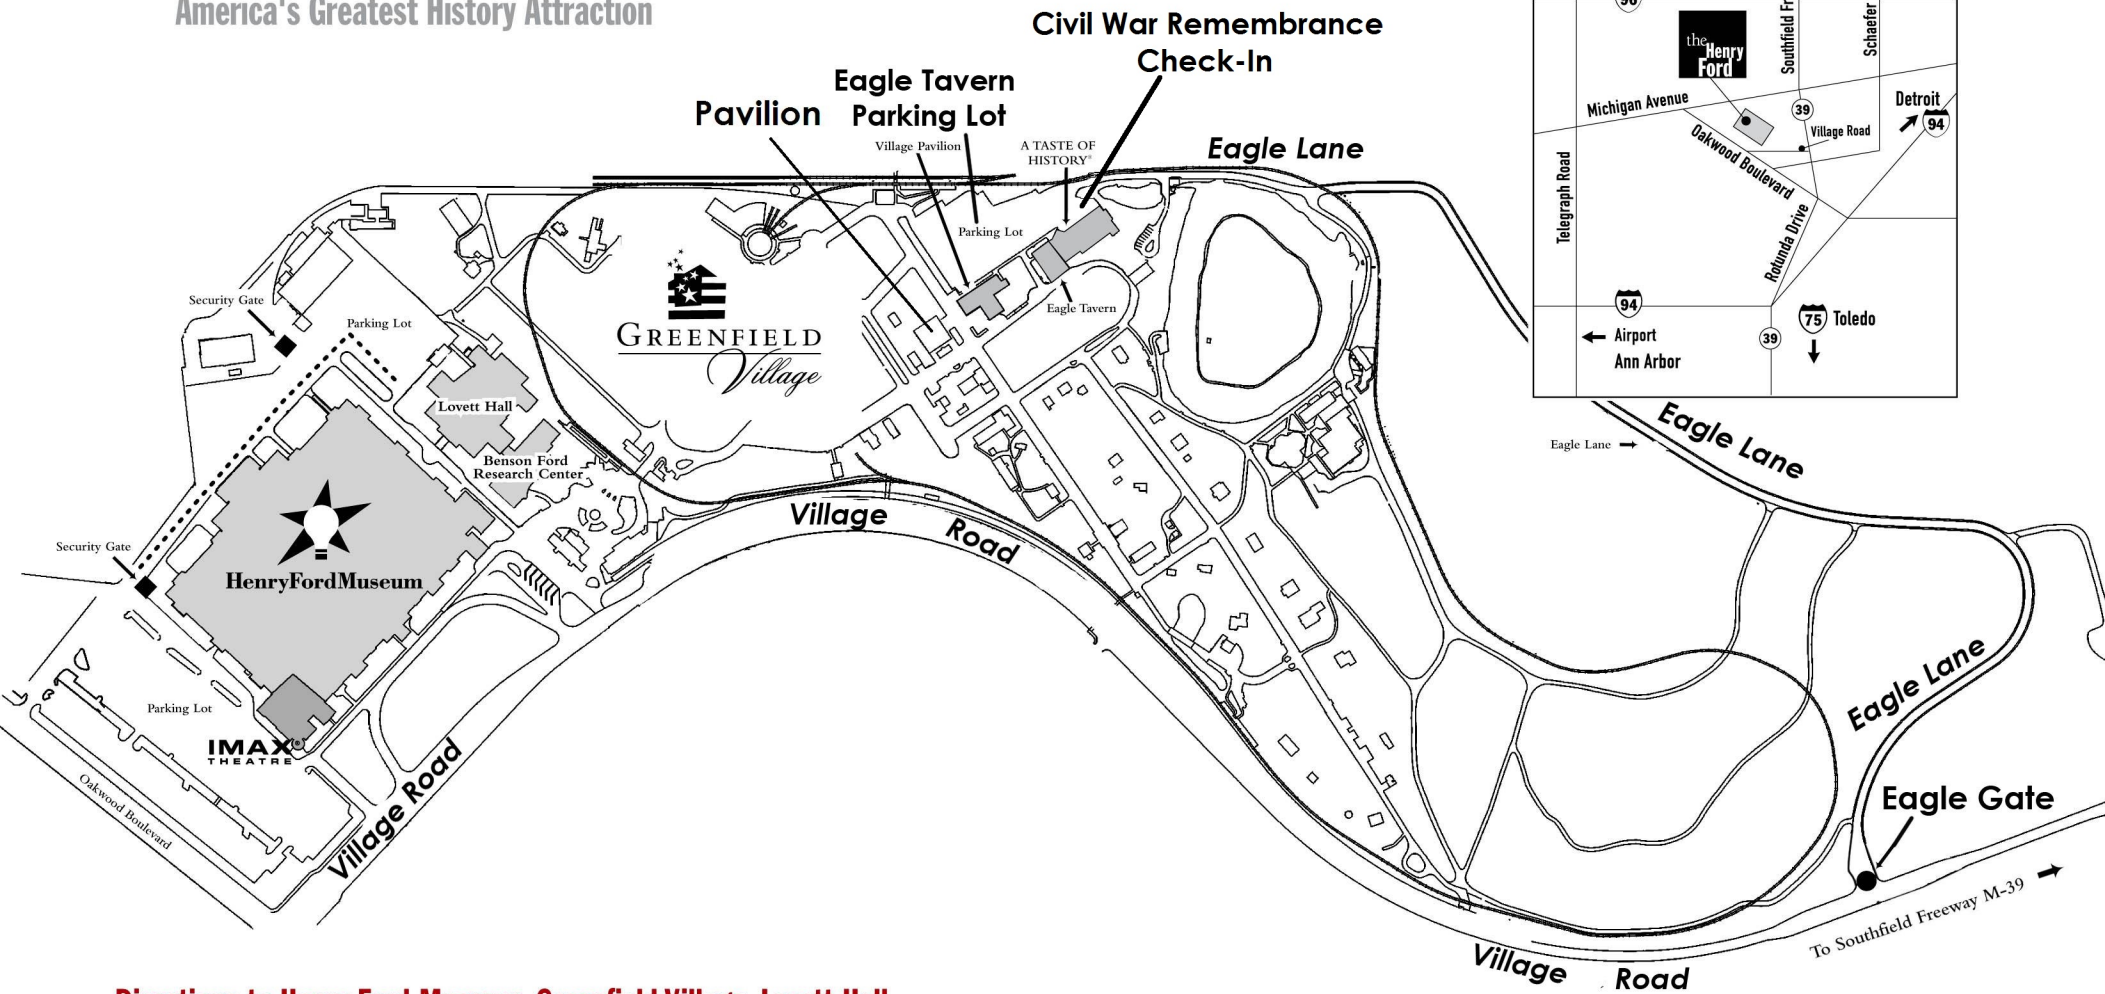 America's Greatest History Attraction
Civil War Remembrance
Check-In
Eagle Tavern
Parking Lot
Pavilion
Village Pavilion
A TASTE OF
HISTORY®
Eagle Lane
Parking Lot
Eagle Tavern
Security Gate
Parking Lot
GREENFIELD
Village
Lovett Hall
Benson Ford
Research Center
HenryFordMuseum
Security Gate
Parking Lot
IMAX
THEATRE
Oakwood Boulevard
Village Road
Village Road
Eagle Lane
Eagle Lane →
Eagle Lane
Eagle Gate
To Southfield Freeway M-39
Village Road
96
the
Henry
Ford
Schaefer
Michigan Avenue
39
Detroit
94
Village Road
Oakwood Boulevard
Telegraph Road
Rotunda Drive
94
75 Toledo
39
Airport
Ann Arbor